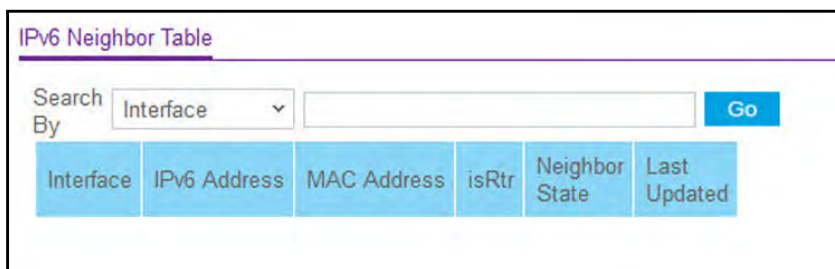 IPv6 Neighbor Table
Search By Interface Go
Interface IPv6 Address MAC Address isRtr Neighbor State Last Updated